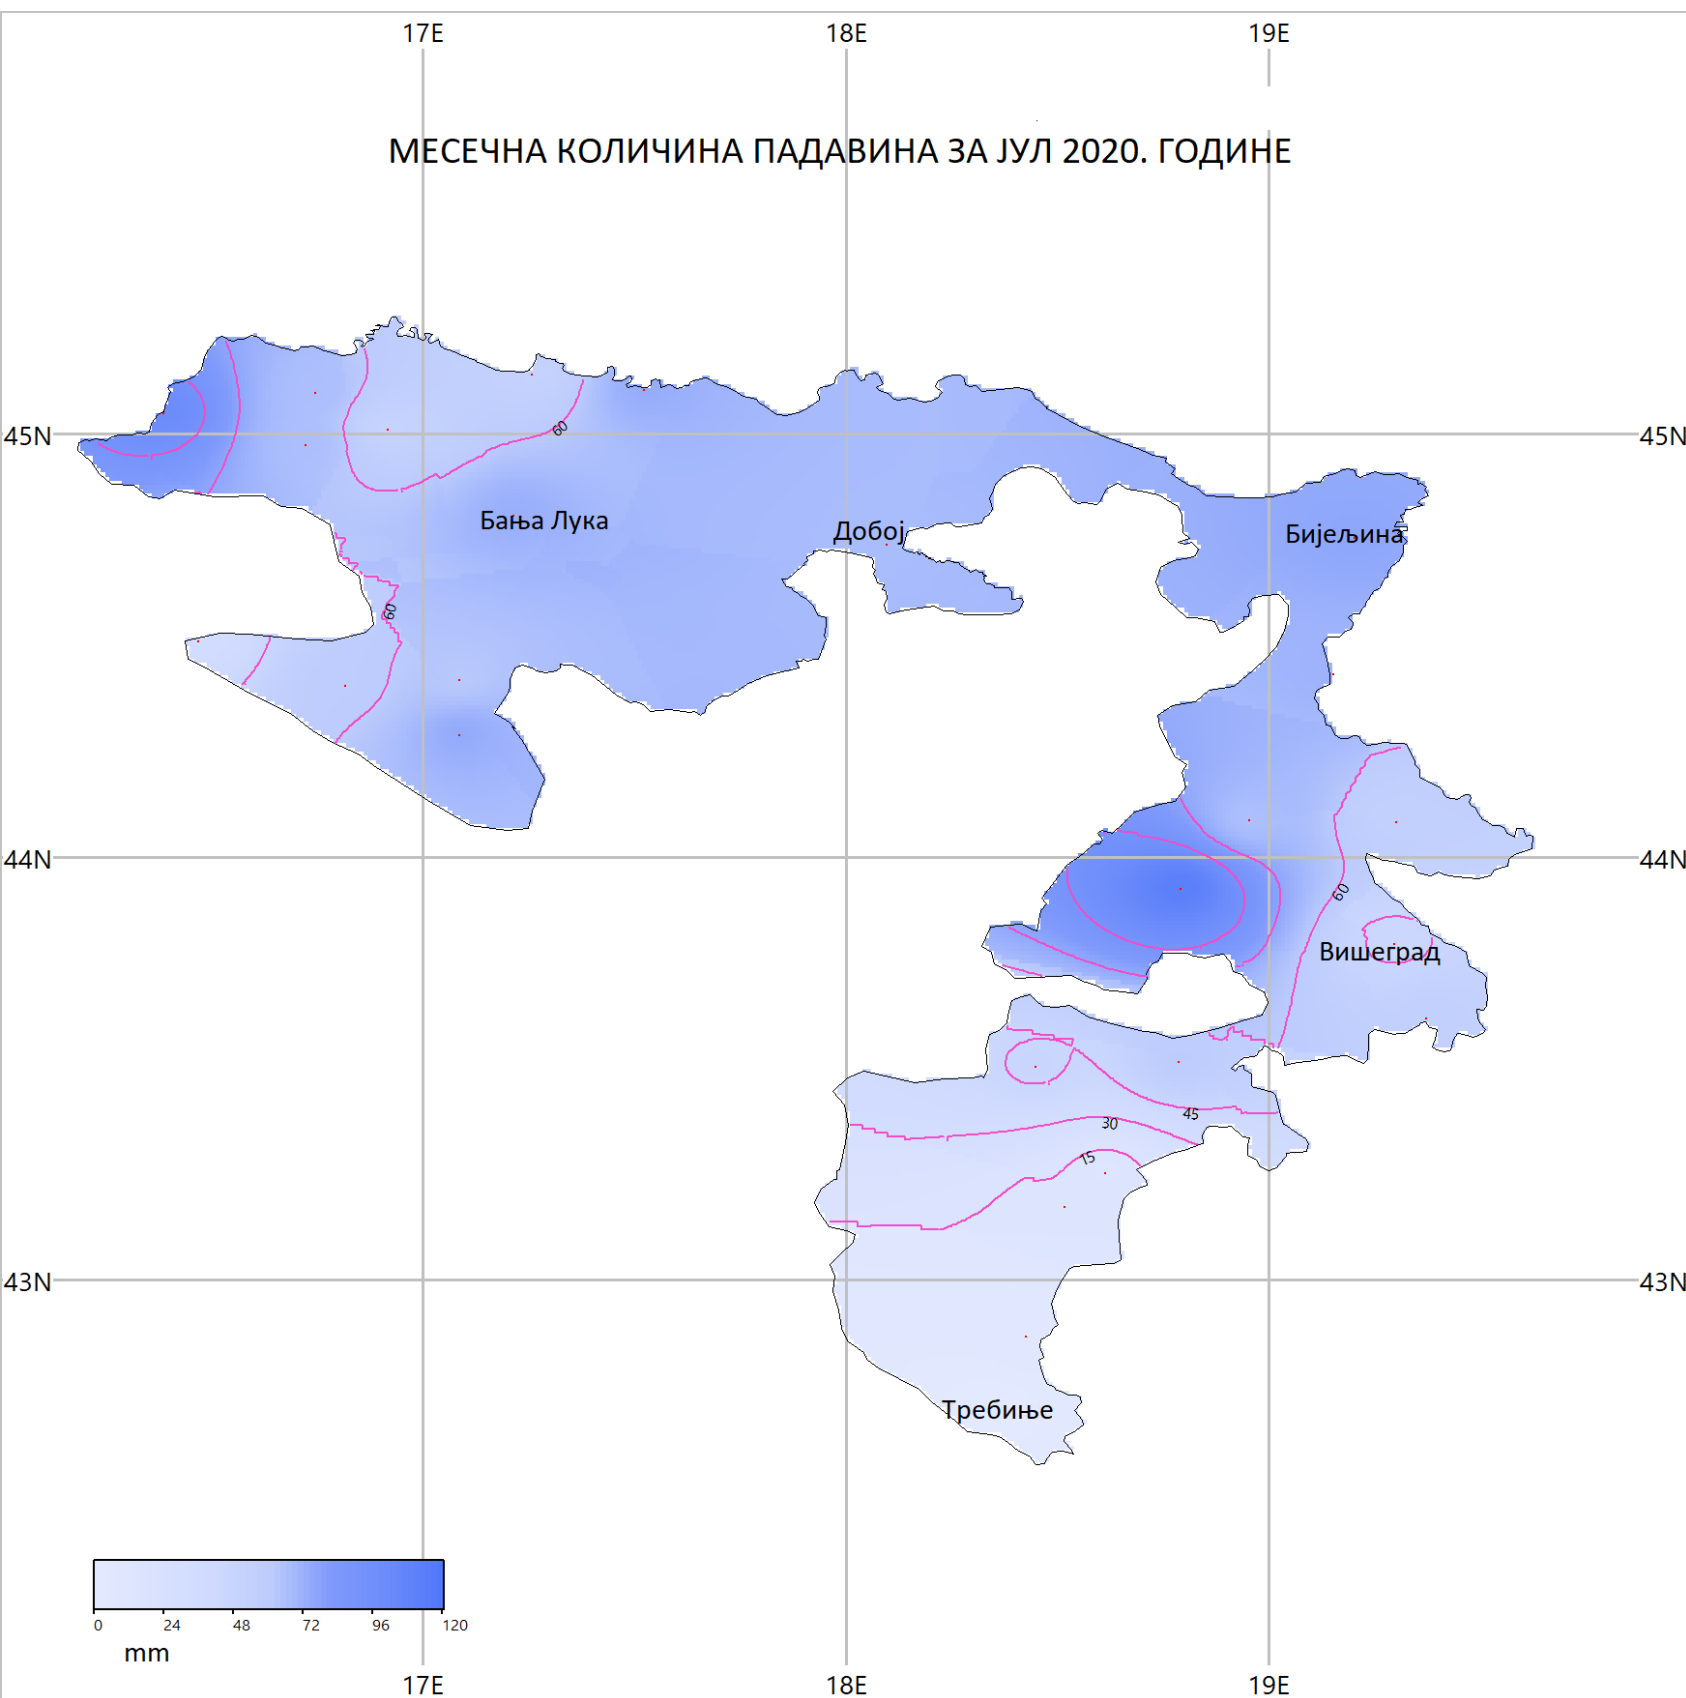 17E 18E 19E
МЕСЕЧНА КОЛИЧИНА ПАДАВИНА ЗА ЈУЛ 2020. ГОДИНЕ
45N 60 45N
Бања Лука Добој Бијељина
60
44N 44N
60
Вишеград
45
30
15
43N 43N
Требиње
0 24 48 72 96 120
mm
17E 18E 19E